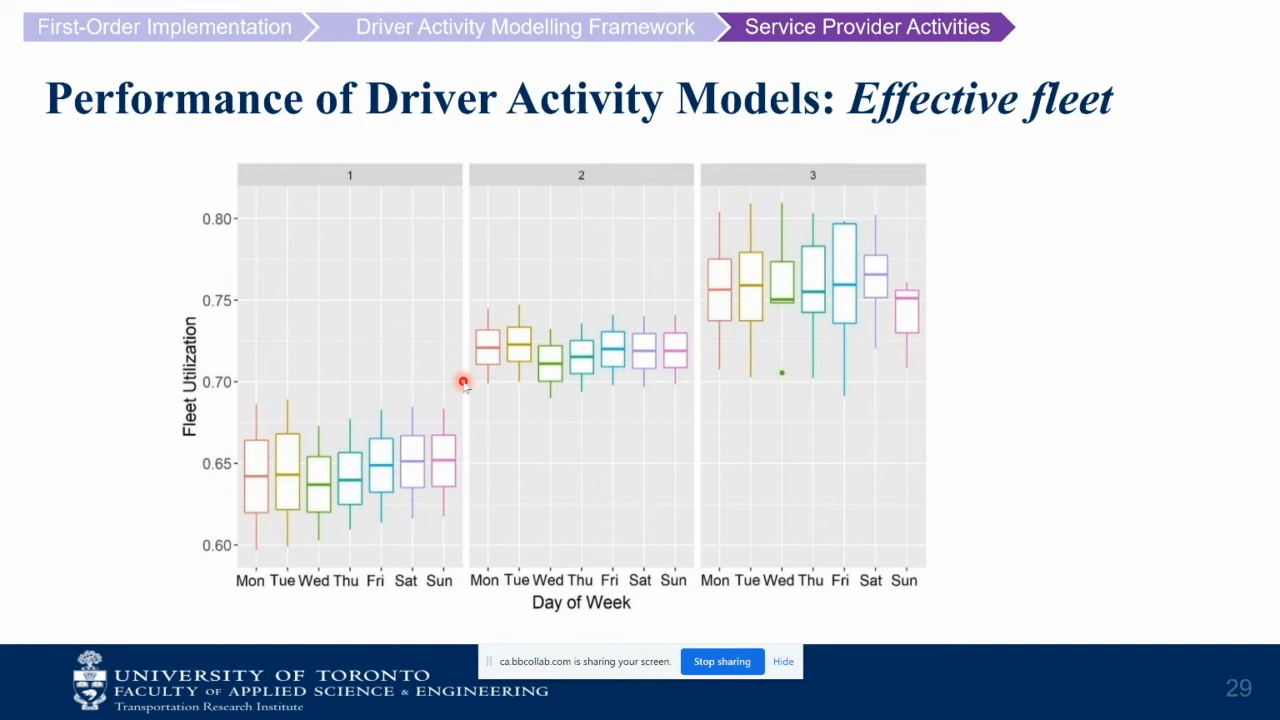 First-Order Implementation
Driver Activity Modelling Framework
Service Provider Activities
Performance of Driver Activity Models: Effective fleet
1
2
3
Fleet Utilization
0.80
0.75
0.70
0.65
0.60
Mon Tue Wed Thu Fri Sat Sun
Mon Tue Wed Thu Fri Sat Sun
Mon Tue Wed Thu Fri Sat Sun
Day of Week
ca.bbcollab.com is sharing your screen.
Stop sharing
Hide
UNIVERSITY OF TORONTO
FACULTY OF APPLIED SCIENCE & ENGINEERING
Transportation Research Institute
29